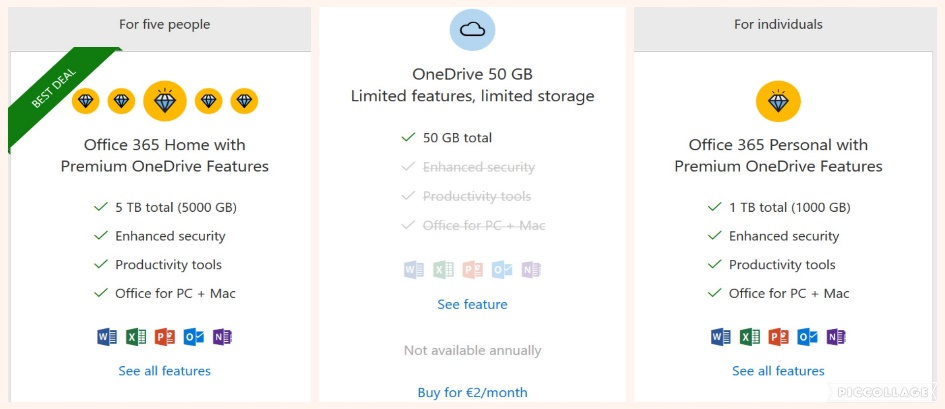 For five people
BEST DEAL
Office 365 Home with
Premium OneDrive Features
5 TB total (5000 GB)
Enhanced security
Productivity tools
Office for PC + Mac
W X P O N
See all features
OneDrive 50 GB
Limited features, limited storage
50 GB total
Enhanced security
Productivity tools
Office for PC + Mac
W X P O N
See feature
Not available annually
Buy for €2/month
For individuals
Office 365 Personal with
Premium OneDrive Features
1 TB total (1000 GB)
Enhanced security
Productivity tools
Office for PC + Mac
W X P O N
See all features
PICCOLLAGE